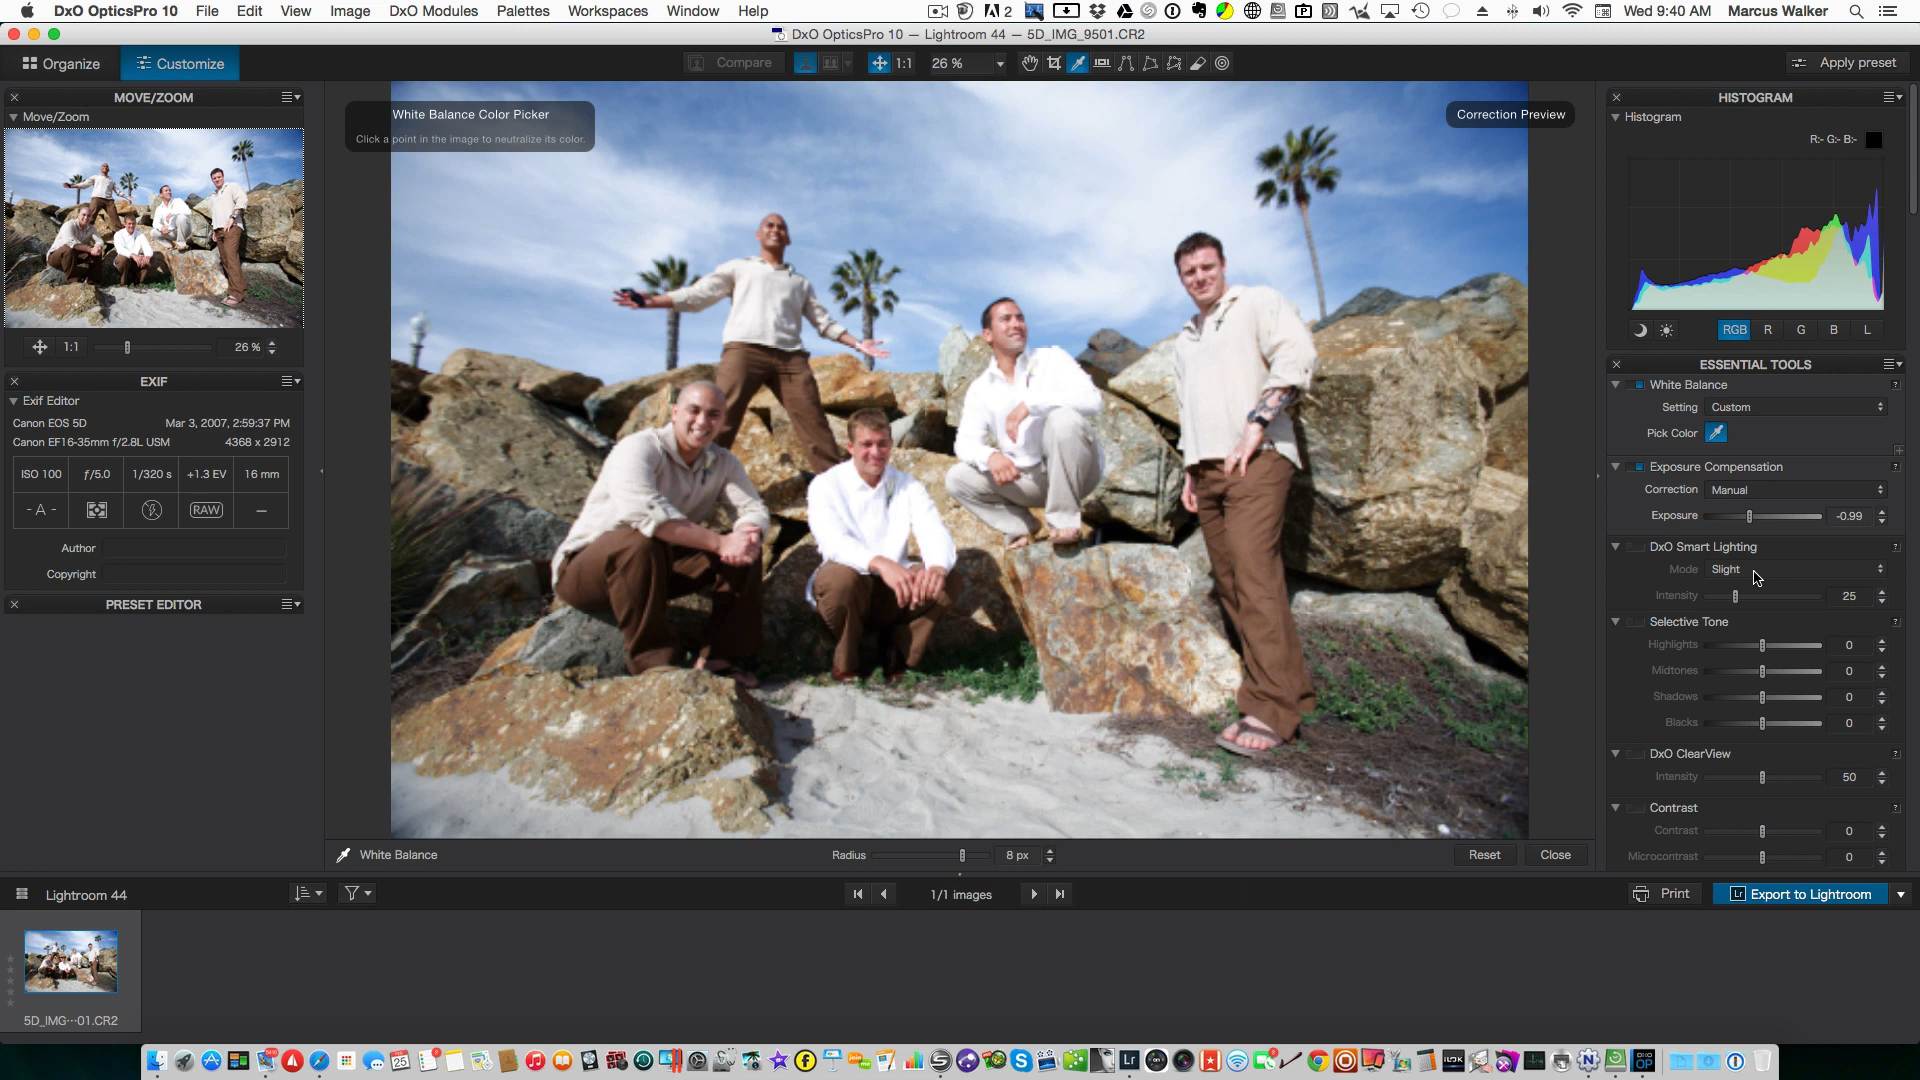 DxO OpticsPro 10 File Edit View Image DxO Modules Palettes Workspaces Window Help 2 Wed 9:40 AM Marcus Walker
DxO OpticsPro 10 — Lightroom 44 — 5D_IMG_9501.CR2
Organize Customize Compare 1:1 26 % Apply preset
MOVE/ZOOM
Move/Zoom
1:1 26 %
EXIF
Exif Editor
Canon EOS 5D Mar 3, 2007, 2:59:37 PM
Canon EF16-35mm f/2.8L USM 4368 x 2912
ISO 100 ƒ/5.0 1/320 s +1.3 EV 16 mm
- A - RAW —
Author
Copyright
PRESET EDITOR
White Balance Color Picker
Click a point in the image to neutralize its color.
Correction Preview
HISTOGRAM
Histogram
R:- G:- B:-
RGB R G B L
ESSENTIAL TOOLS
White Balance ?
Setting Custom
Pick Color
Exposure Compensation ?
Correction Manual
Exposure -0.99
DxO Smart Lighting ?
Mode Slight
Intensity 25
Selective Tone ?
Highlights 0
Midtones 0
Shadows 0
Blacks 0
DxO ClearView ?
Intensity 50
Contrast ?
Contrast 0
Microcontrast 0
White Balance Radius 8 px Reset Close
Lightroom 44 1/1 images Print Lr Export to Lightroom
5D_IMG···01.CR2